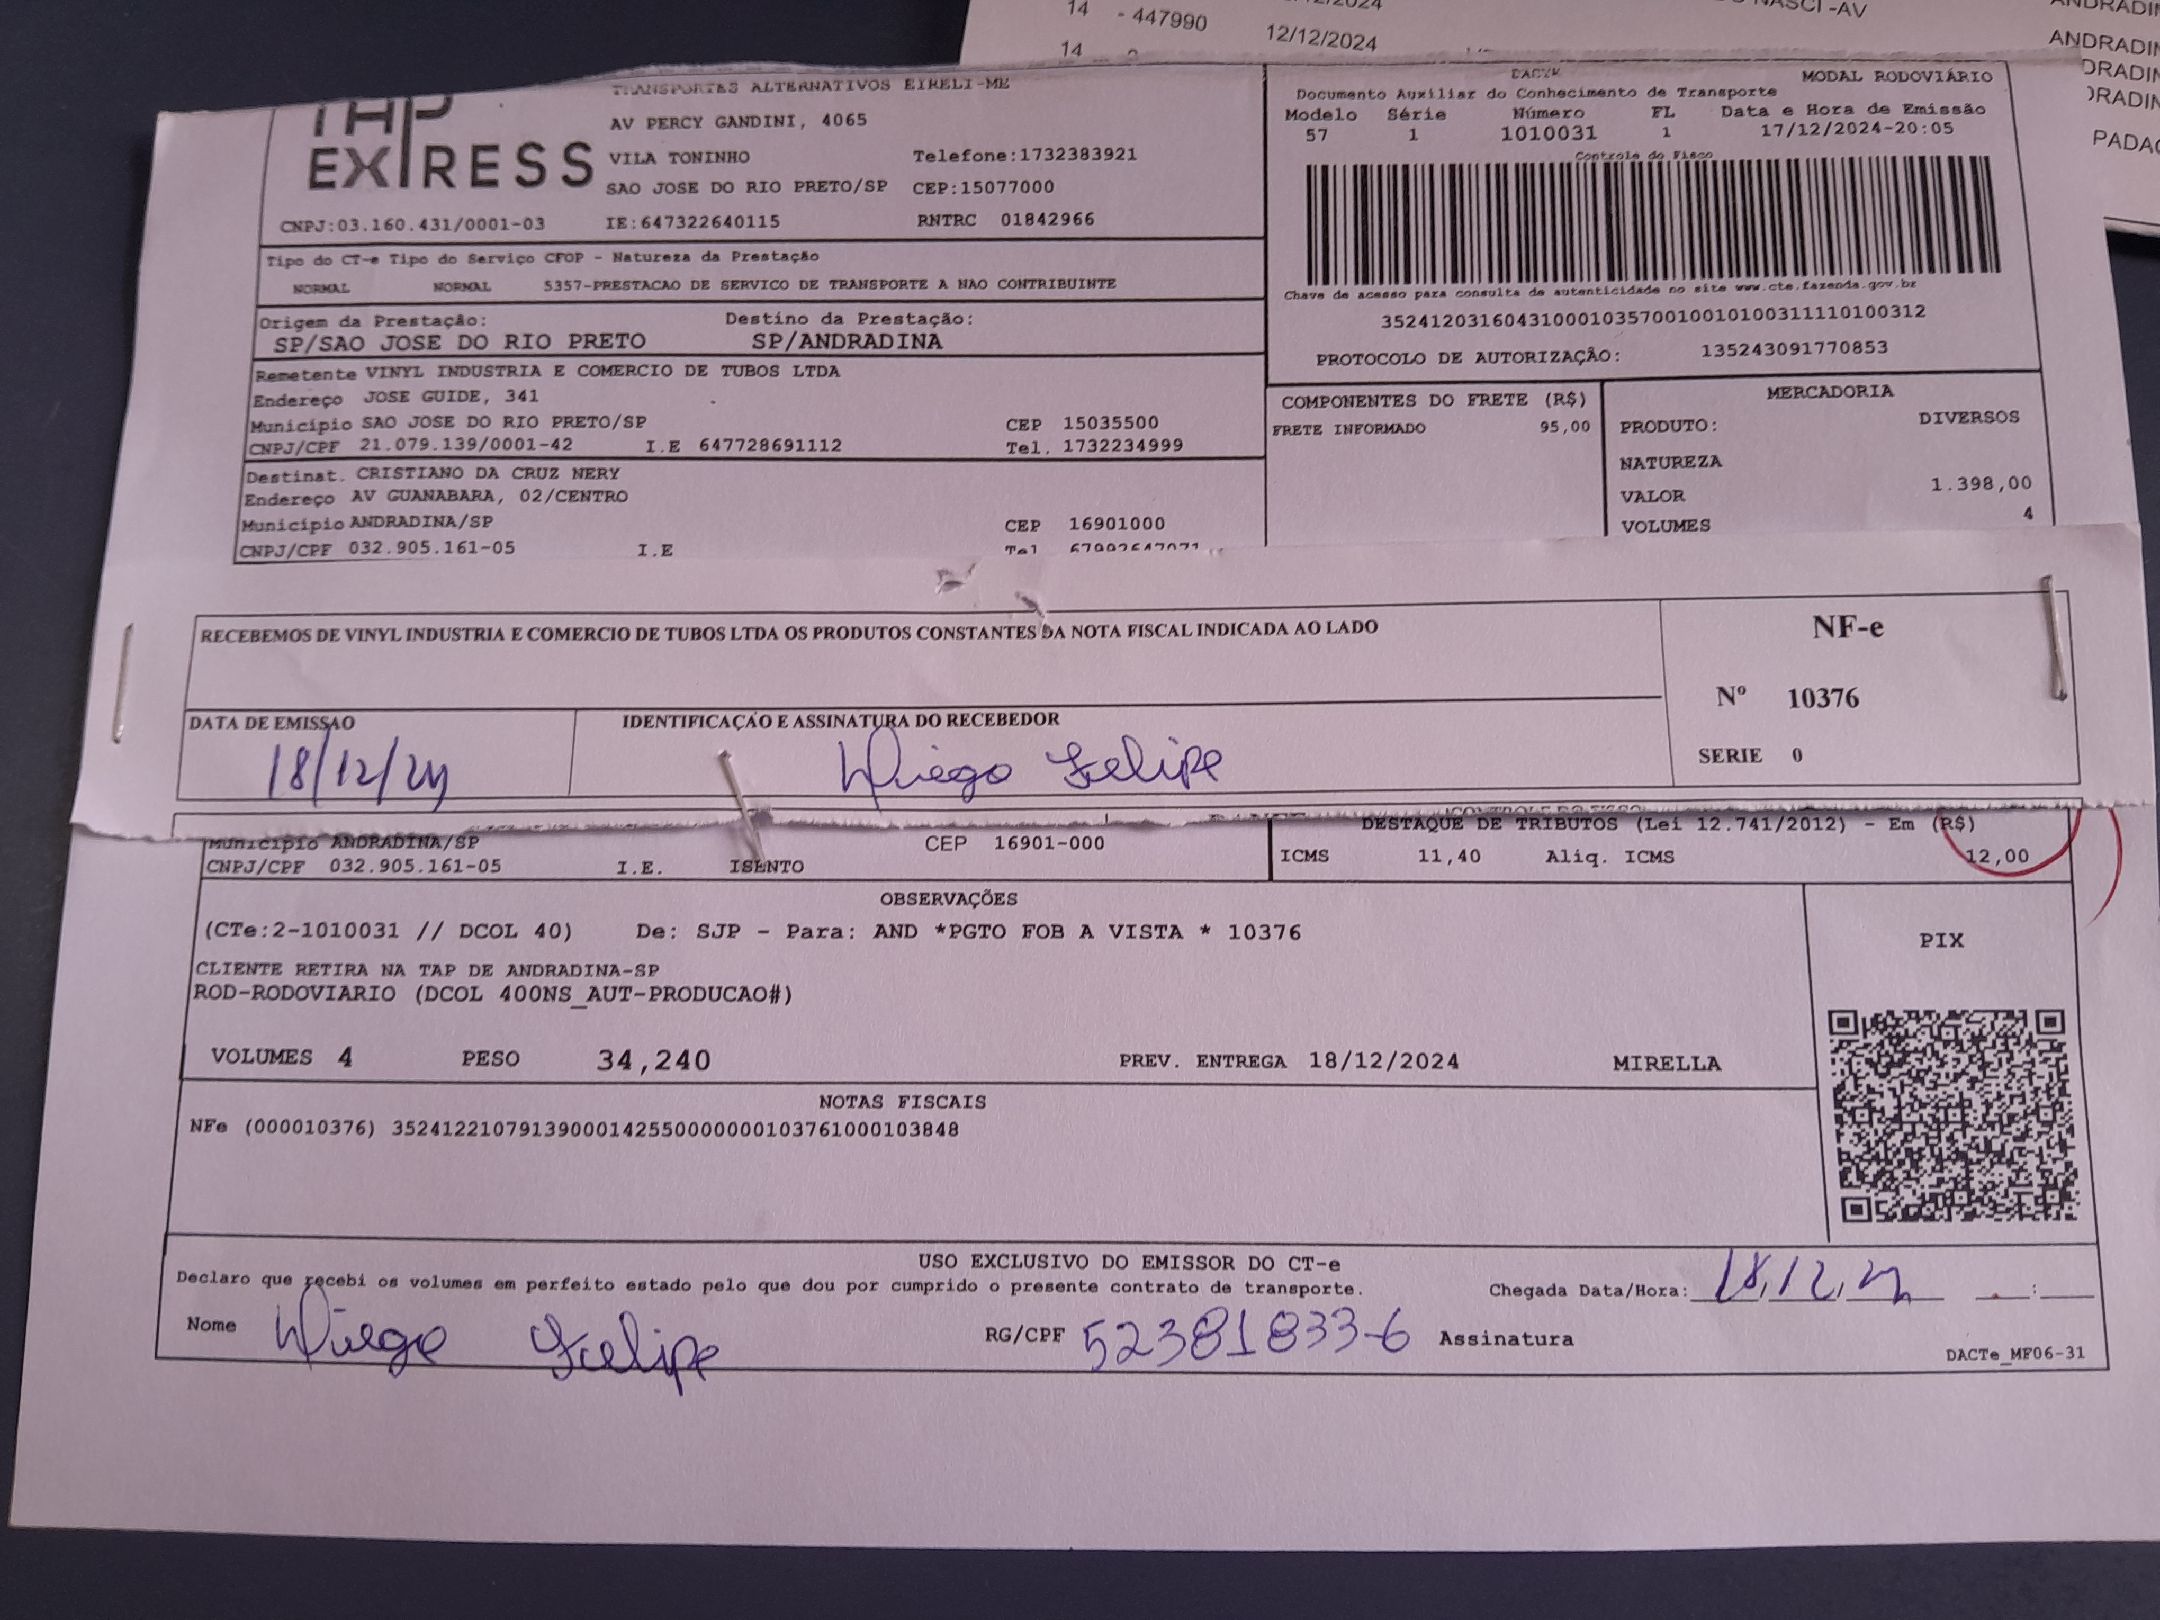 14 - 447990 12/12/2024 ANDRADIN
14
TAP EXPRESS
TRANSPORTES ALTERNATIVOS EIRELI-ME
AV PERCY GANDINI, 4065
VILA TONINHO Telefone:1732383921
SAO JOSE DO RIO PRETO/SP CEP:15077000
CNPJ:03.160.431/0001-03 IE:647322640115 RNTRC 01842966
DACTE MODAL RODOVIÁRIO
Documento Auxiliar do Conhecimento de Transporte
Modelo Série Número FL Data e Hora de Emissão
57 1 1010031 1 17/12/2024-20:05
Controle do Fisco
Chave de acesso para consulta de autenticidade no site www.cte.fazenda.gov.br
35241203160431000103570010010100311110100312
PROTOCOLO DE AUTORIZAÇÃO: 135243091770853
Tipo do CT-e Tipo do Serviço CFOP - Natureza da Prestação
NORMAL NORMAL 5357-PRESTACAO DE SERVICO DE TRANSPORTE A NAO CONTRIBUINTE
Origem da Prestação: Destino da Prestação:
SP/SAO JOSE DO RIO PRETO SP/ANDRADINA
Remetente VINYL INDUSTRIA E COMERCIO DE TUBOS LTDA
Endereço JOSE GUIDE, 341
Município SAO JOSE DO RIO PRETO/SP CEP 15035500
CNPJ/CPF 21.079.139/0001-42 I.E 647728691112 Tel. 1732234999
Destinat. CRISTIANO DA CRUZ NERY
Endereço AV GUANABARA, 02/CENTRO
Município ANDRADINA/SP CEP 16901000
CNPJ/CPF 032.905.161-05 I.E Tel
COMPONENTES DO FRETE (R$)
FRETE INFORMADO 95,00
MERCADORIA
PRODUTO: DIVERSOS
NATUREZA
VALOR 1.398,00
VOLUMES 4
RECEBEMOS DE VINYL INDUSTRIA E COMERCIO DE TUBOS LTDA OS PRODUTOS CONSTANTES DA NOTA FISCAL INDICADA AO LADO
NF-e
Nº 10376
SERIE 0
DATA DE EMISSAO IDENTIFICAÇÃO E ASSINATURA DO RECEBEDOR
18/12/24 Diego Felipe
Município ANDRADINA/SP CEP 16901-000
CNPJ/CPF 032.905.161-05 I.E. ISENTO
DESTAQUE DE TRIBUTOS (Lei 12.741/2012) - Em (R$)
ICMS 11,40 Aliq. ICMS 12,00
OBSERVAÇÕES
(CTe:2-1010031 // DCOL 40) De: SJP - Para: AND *PGTO FOB A VISTA * 10376
CLIENTE RETIRA NA TAP DE ANDRADINA-SP
ROD-RODOVIARIO (DCOL 400NS_AUT-PRODUCAO#)
PIX
VOLUMES 4 PESO 34,240 PREV. ENTREGA 18/12/2024 MIRELLA
NOTAS FISCAIS
NFe (000010376) 35241221079139000142550000000103761000103848
USO EXCLUSIVO DO EMISSOR DO CT-e
Declaro que recebi os volumes em perfeito estado pelo que dou por cumprido o presente contrato de transporte. Chegada Data/Hora: 18,12,24 :
Nome Diego Felipe RG/CPF 52381833-6 Assinatura
DACTe_MF06-31